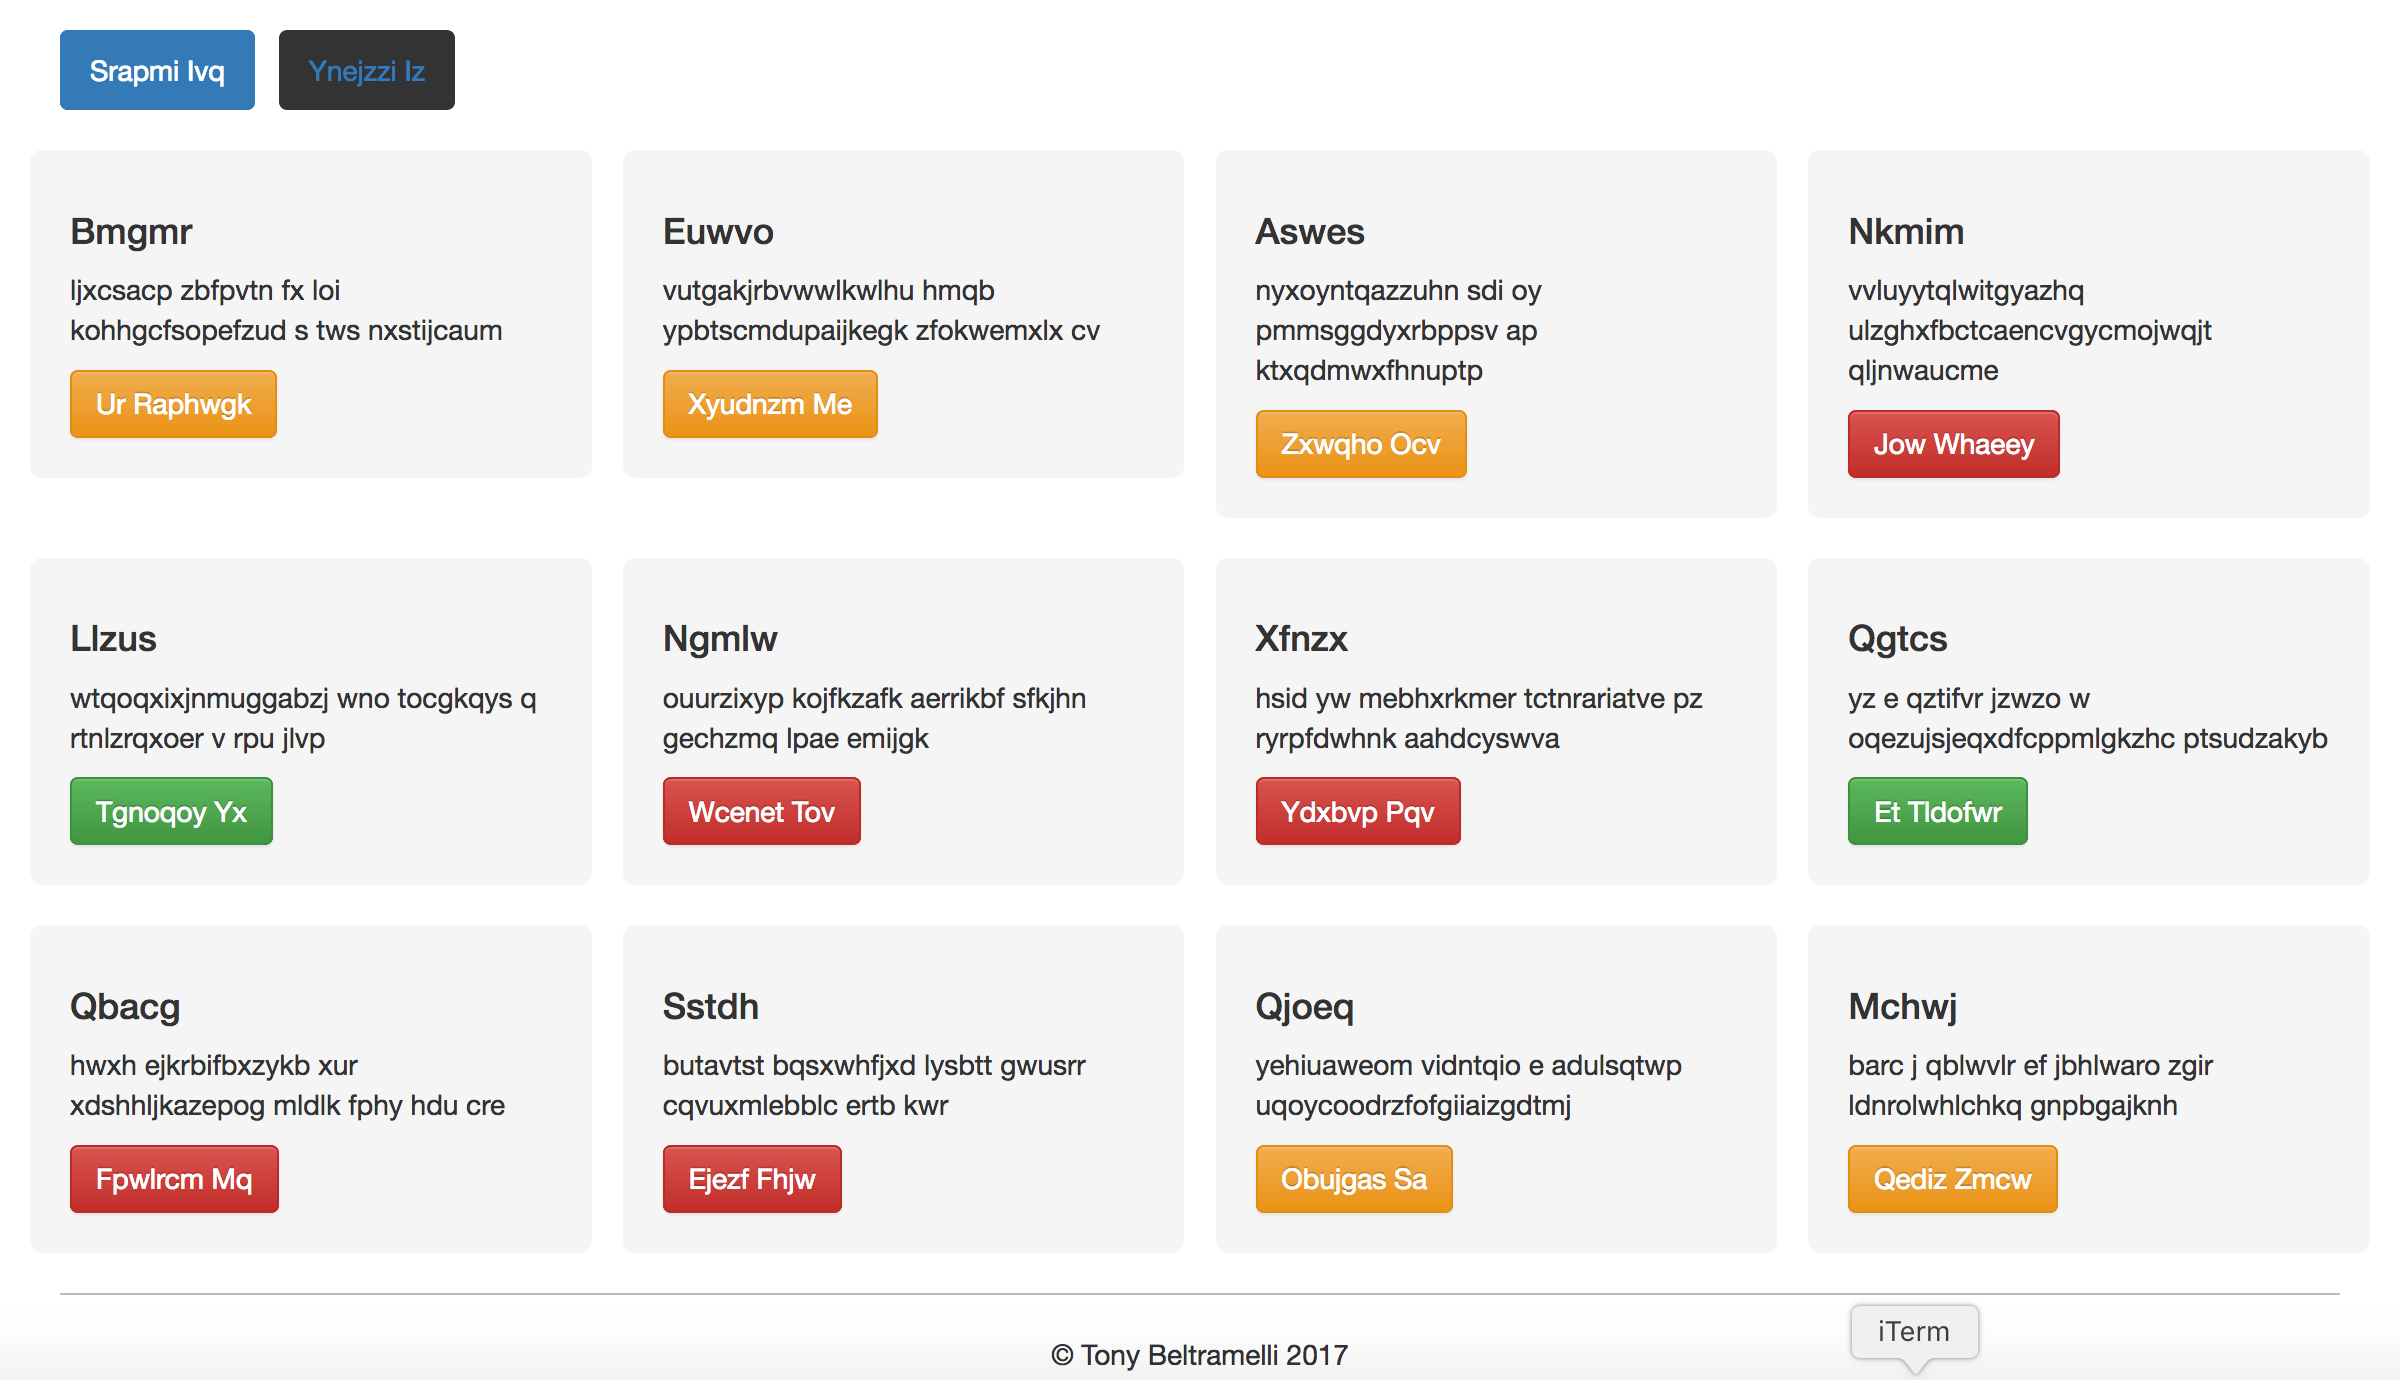 Srapmi Ivq
Ynejzzi Iz
Bmgmr
ljxcsacp zbfpvtn fx loi
kohhgcfsopefzud s tws nxstijcaum
Ur Raphwgk
Euwvo
vutgakjrbvwwlkwlhu hmqb
ypbtscmdupaijkegk zfokwemxlx cv
Xyudnzm Me
Aswes
nyxoyntqazzuhn sdi oy
pmmsggdyxrbppsv ap
ktxqdmwxfhnuptp
Zxwqho Ocv
Nkmim
vvluyytqlwitgyazhq
ulzghxfbctcaencvgycmojwqjt
qljnwaucme
Jow Whaeey
Llzus
wtqoqxixjnmuggabzj wno tocgkqys q
rtnlzrqxoer v rpu jlvp
Tgnoqoy Yx
Ngmlw
ouurzixyp kojfkzafk aerrikbf sfkjhn
gechzmq lpae emijgk
Wcenet Tov
Xfnzx
hsid yw mebhxrkmer tctnrariatve pz
ryrpfdwhnk aahdcyswva
Ydxbvp Pqv
Qgtcs
yz e qztifvr jzwzo w
oqezujsjeqxdfcppmlgkzhc ptsudzakyb
Et Tldofwr
Qbacg
hwxh ejkrbifbxzykb xur
xdshhljkazepog mldlk fphy hdu cre
Fpwlrcm Mq
Sstdh
butavtst bqsxwhfjxd lysbtt gwusrr
cqvuxmlebblc ertb kwr
Ejezf Fhjw
Qjoeq
yehiuaweom vidntqio e adulsqtwp
uqoycoodrzfofgiiaizgdtmj
Obujgas Sa
Mchwj
barc j qblwvlr ef jbhlwaro zgir
ldnrolwhlchkq gnpbgajknh
Qediz Zmcw
© Tony Beltramelli 2017
iTerm